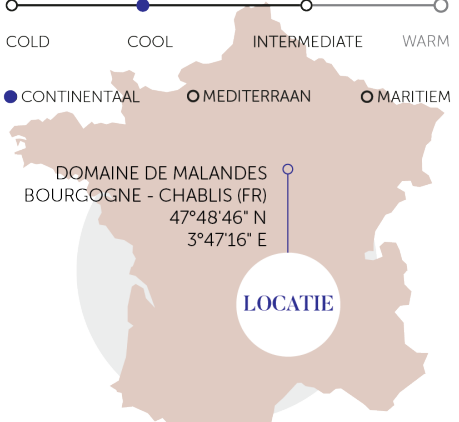 COLD COOL INTERMEDIATE WARM
CONTINENTAAL MEDITERRAAN MARITIEM
DOMAINE DE MALANDES
BOURGOGNE - CHABLIS (FR)
47°48'46" N
3°47'16" E
LOCATIE